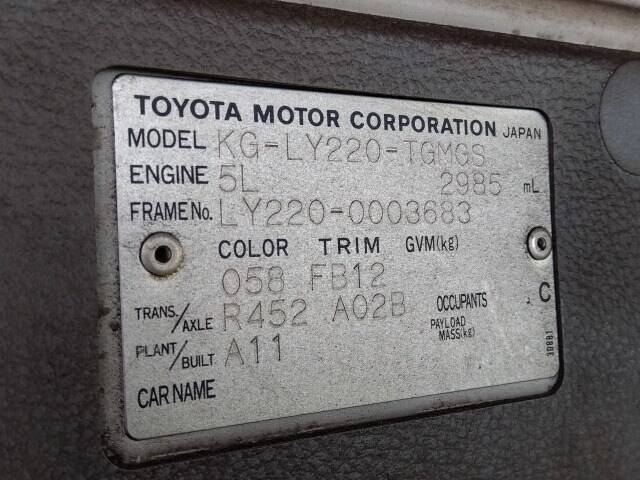 TOYOTA MOTOR CORPORATION JAPAN
MODEL KG-LY220-TGMGS
ENGINE 5L 2985 mL
FRAME No. LY220-0003683
COLOR TRIM GVM(kg)
058 FB12
TRANS./AXLE R452 A02B OCCUPANTS C
PAYLOAD MASS(kg)
PLANT/BUILT A11
CAR NAME